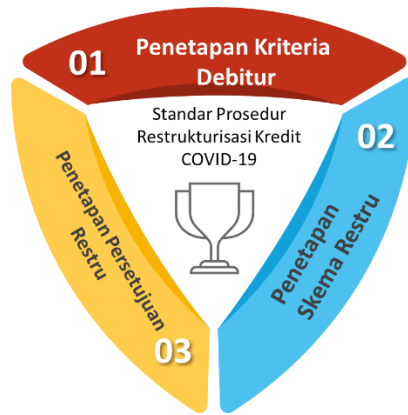 01
Penetapan Kriteria
Debitur
Standar Prosedur
Restrukturisasi Kredit
COVID-19
02
Penetapan
Skema Restru
Penetapan Persetujuan
Restru
03